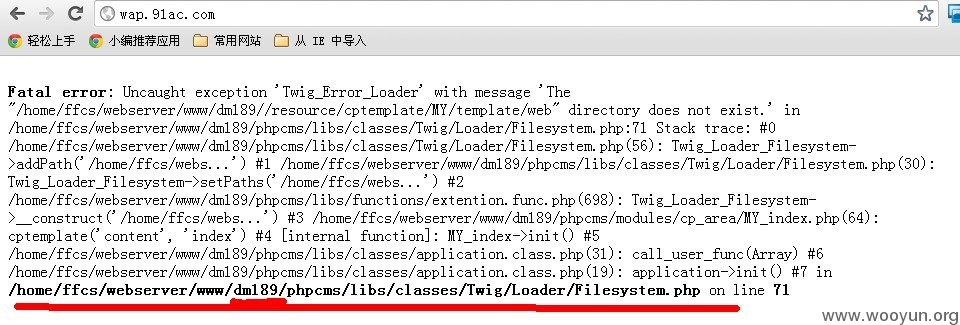 wap.91ac.com
轻松上手 小编推荐应用 常用网站 从 IE 中导入
Fatal error: Uncaught exception 'Twig_Error_Loader' with message 'The
"/home/ffcs/webserver/www/dm189//resource/cptemplate/MY/template/web" directory does not exist.' in
/home/ffcs/webserver/www/dm189/phpcms/libs/classes/Twig/Loader/Filesystem.php:71 Stack trace: #0
/home/ffcs/webserver/www/dm189/phpcms/libs/classes/Twig/Loader/Filesystem.php(56): Twig_Loader_Filesystem-
>addPath('/home/ffcs/webs...') #1 /home/ffcs/webserver/www/dm189/phpcms/libs/classes/Twig/Loader/Filesystem.php(30):
Twig_Loader_Filesystem->setPaths('/home/ffcs/webs...') #2
/home/ffcs/webserver/www/dm189/phpcms/libs/functions/extention.func.php(698): Twig_Loader_Filesystem-
>__construct('/home/ffcs/webs...') #3 /home/ffcs/webserver/www/dm189/phpcms/modules/cp_area/MY_index.php(64):
cptemplate('content', 'index') #4 [internal function]: MY_index->init() #5
/home/ffcs/webserver/www/dm189/phpcms/libs/classes/application.class.php(31): call_user_func(Array) #6
/home/ffcs/webserver/www/dm189/phpcms/libs/classes/application.class.php(19): application->init() #7 in
/home/ffcs/webserver/www/dm189/phpcms/libs/classes/Twig/Loader/Filesystem.php on line 71
www.wooyun.org